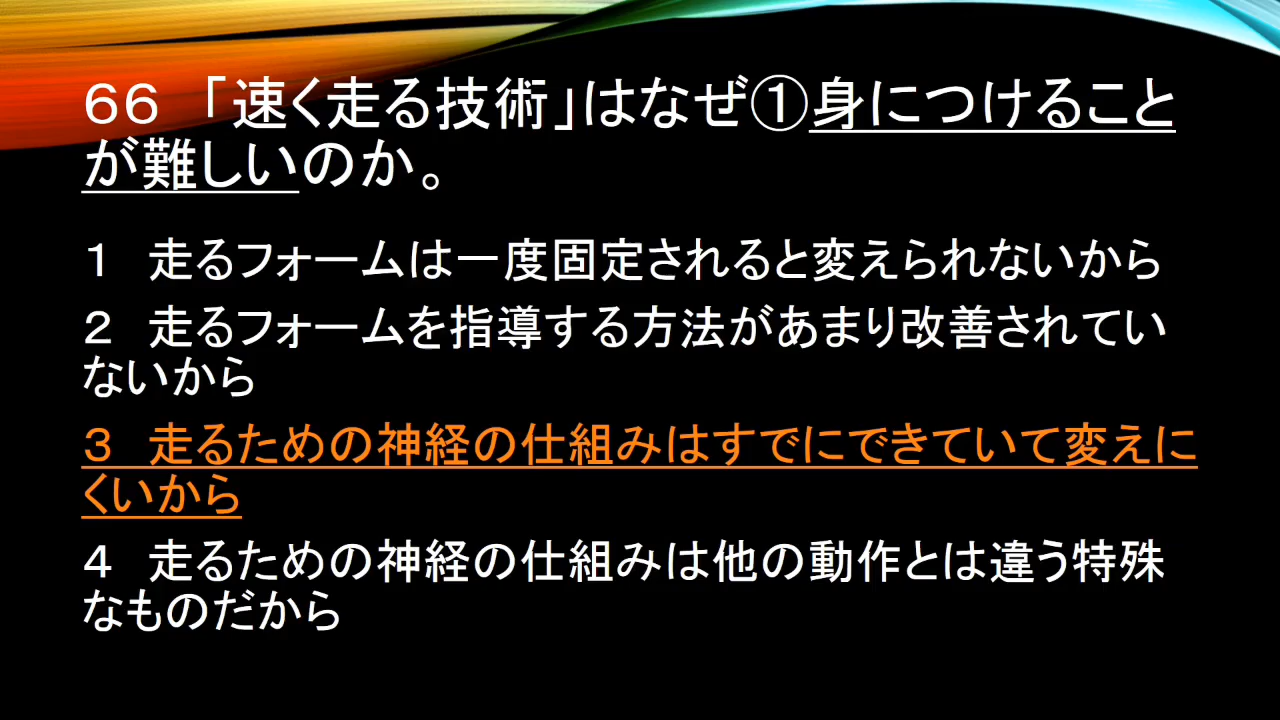 ６６　「速く走る技術」はなぜ①身につけること
が難しいのか。
１　走るフォームは一度固定されると変えられないから
２　走るフォームを指導する方法があまり改善されてい
ないから
３　走るための神経の仕組みはすでにできていて変えに
くいから
４　走るための神経の仕組みは他の動作とは違う特殊
なものだから